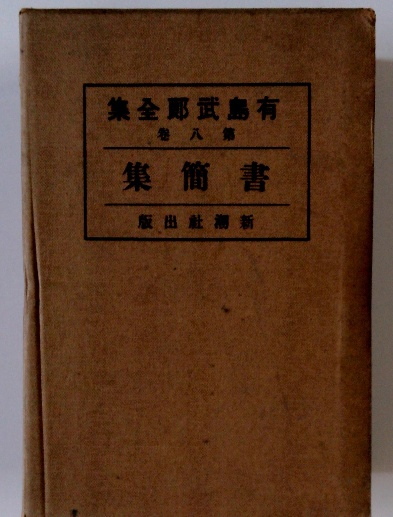 有島武郎全集
第八巻
書簡集
新潮社出版